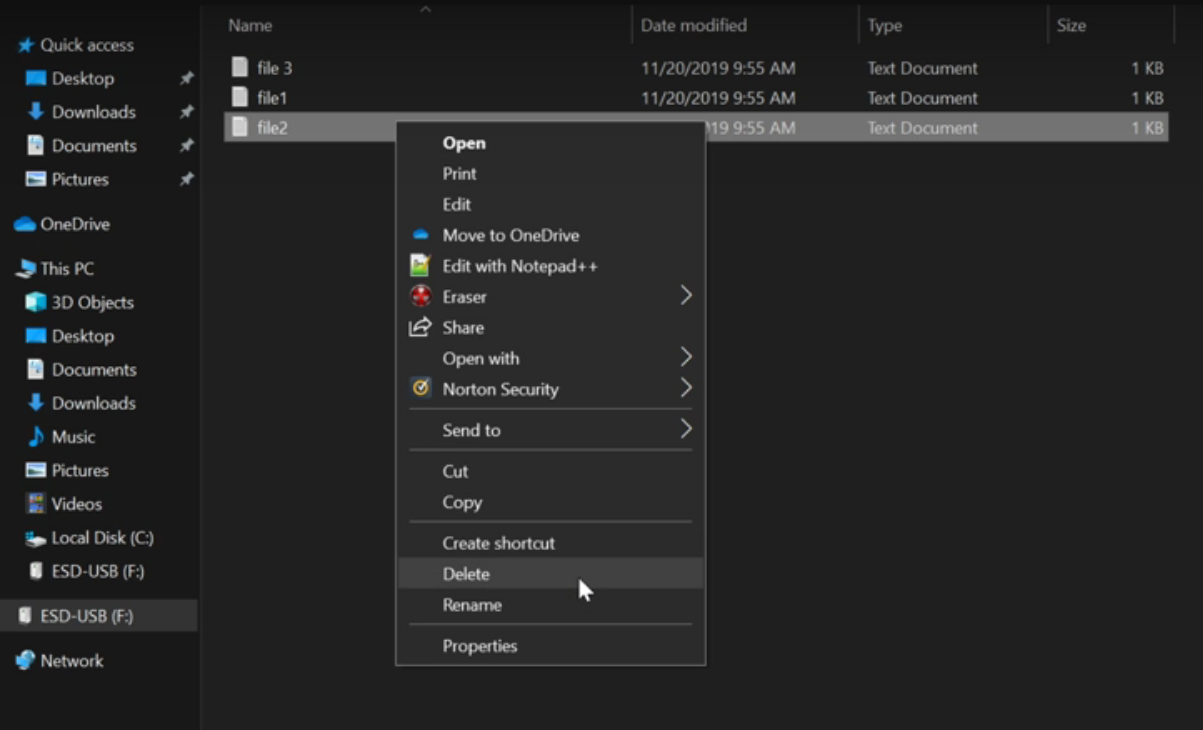 Name Date modified Type Size
Quick access
Desktop
Downloads
Documents
Pictures
OneDrive
This PC
3D Objects
Desktop
Documents
Downloads
Music
Pictures
Videos
Local Disk (C:)
ESD-USB (F:)
ESD-USB (F:)
Network
file 3 11/20/2019 9:55 AM Text Document 1 KB
file1 11/20/2019 9:55 AM Text Document 1 KB
file2 19 9:55 AM Text Document 1 KB
Open
Print
Edit
Move to OneDrive
Edit with Notepad++
Eraser
Share
Open with
Norton Security
Send to
Cut
Copy
Create shortcut
Delete
Rename
Properties